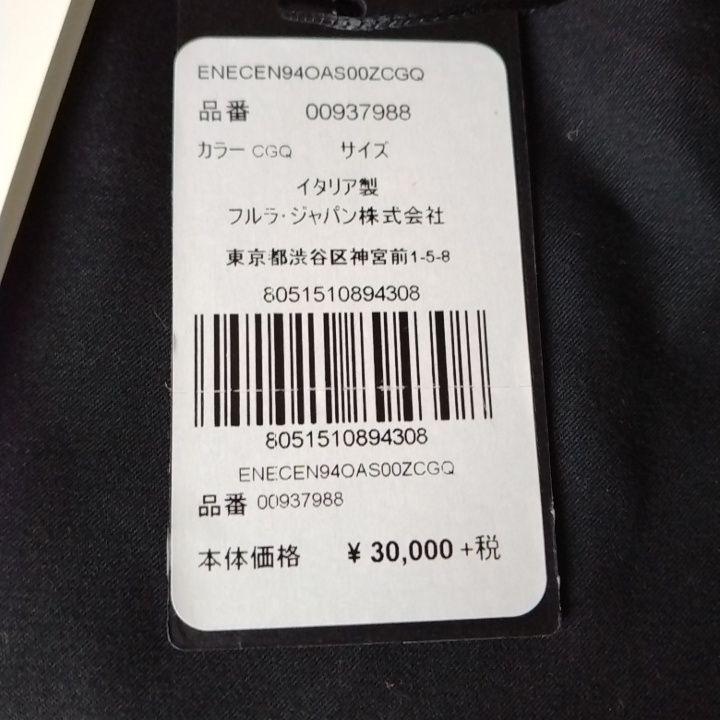 ENECEN94OAS00ZCGQ
品番 00937988
カラー CGQ サイズ
イタリア製
フルラ・ジャパン株式会社
東京都渋谷区神宮前1-5-8
8051510894308
8051510894308
ENECEN94OAS00ZCGQ
品番 00937988
本体価格 ¥ 30,000 +税